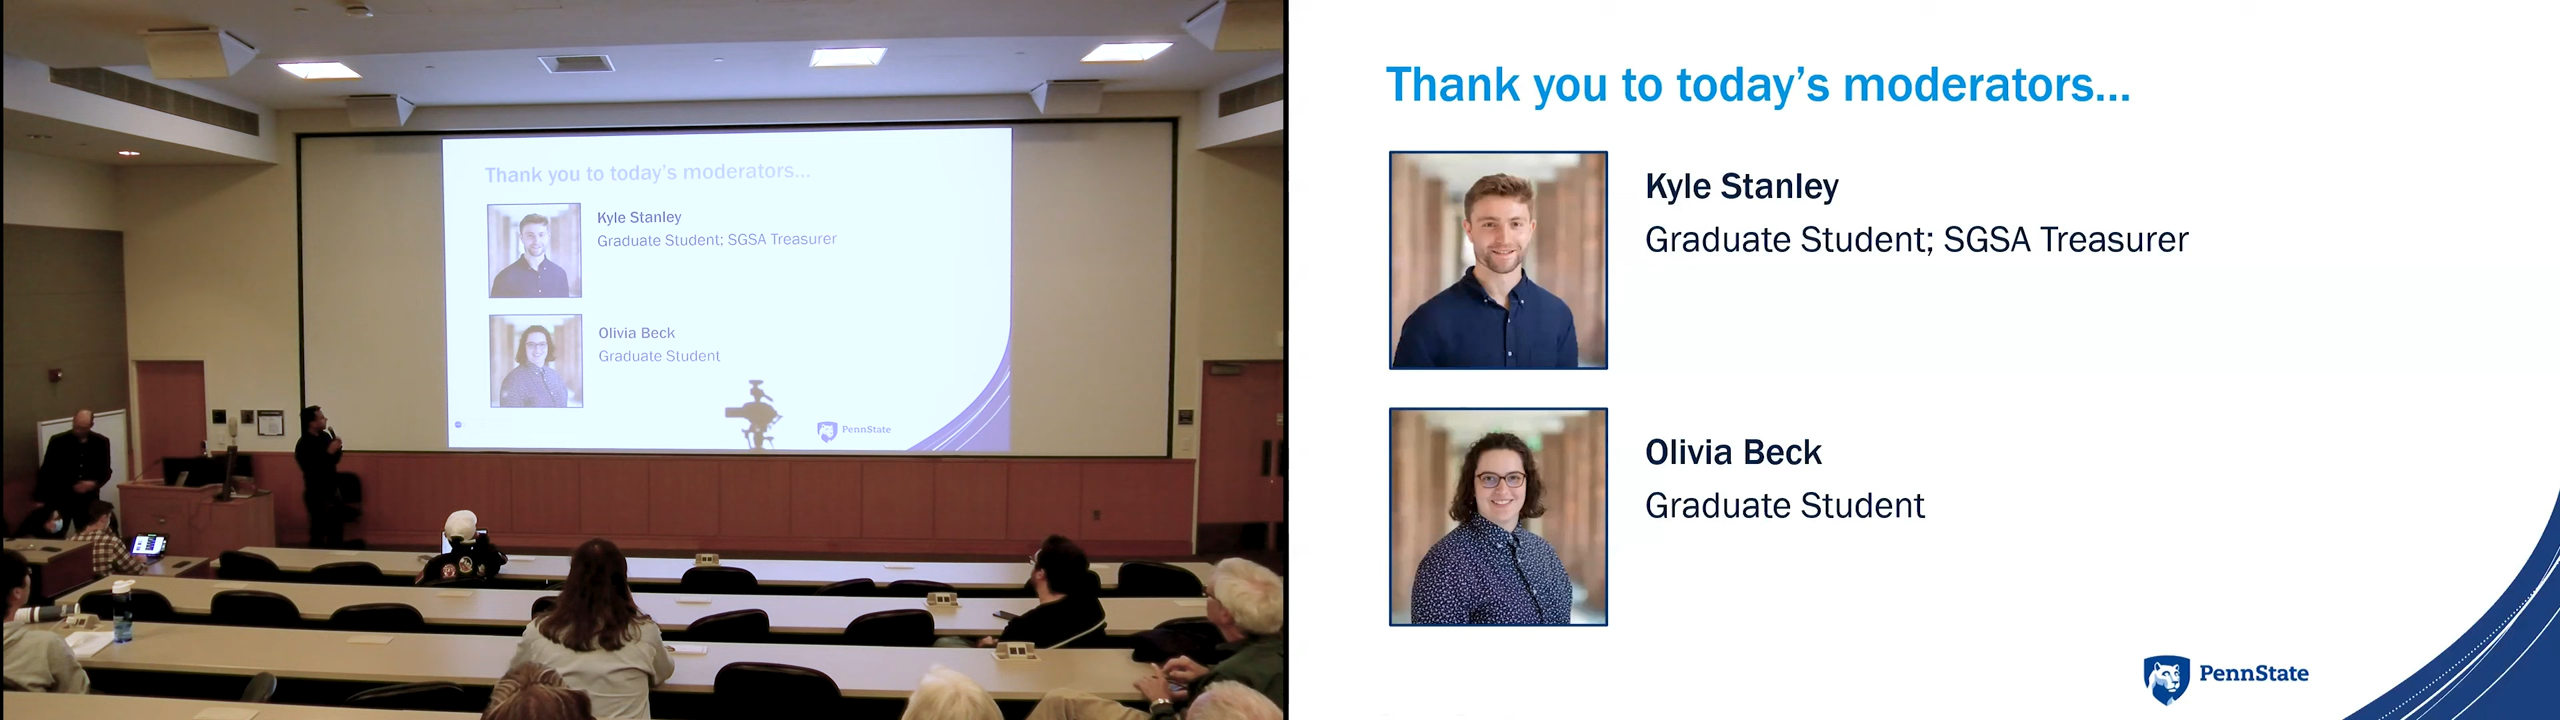 Thank you to today's moderators...
Kyle Stanley
Graduate Student; SGSA Treasurer
Olivia Beck
Graduate Student
PennState
Thank you to today’s moderators...
Kyle Stanley
Graduate Student; SGSA Treasurer
Olivia Beck
Graduate Student
PennState